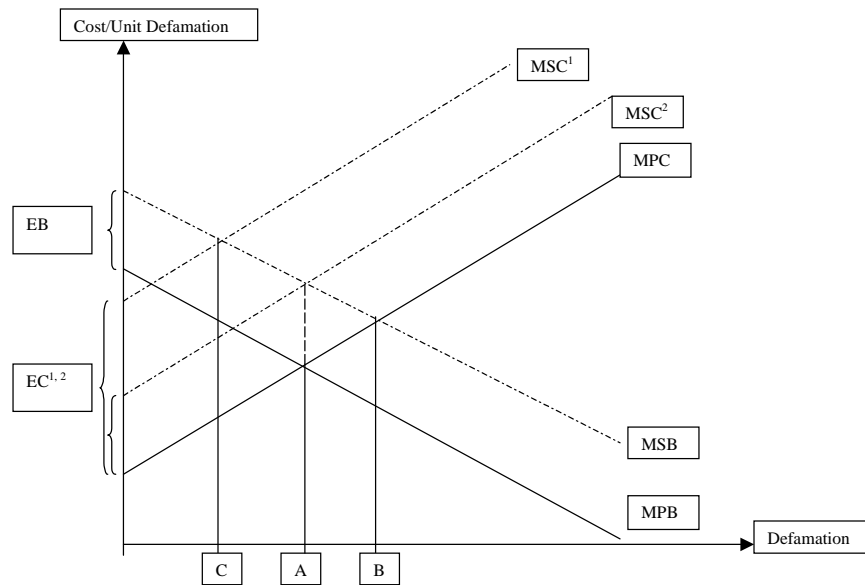 Cost/Unit Defamation
MSC¹
MSC²
MPC
EB
EC¹, ²
MSB
MPB
Defamation
C
A
B